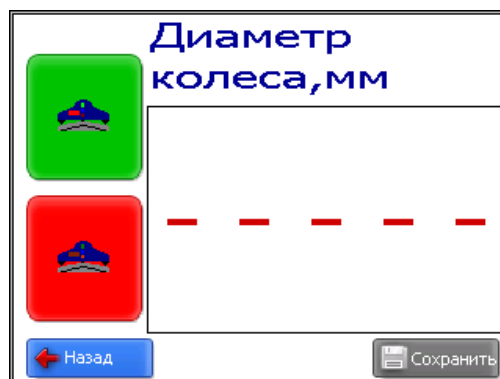 Диаметр
колеса,мм
– – – – –
Назад
Сохранить